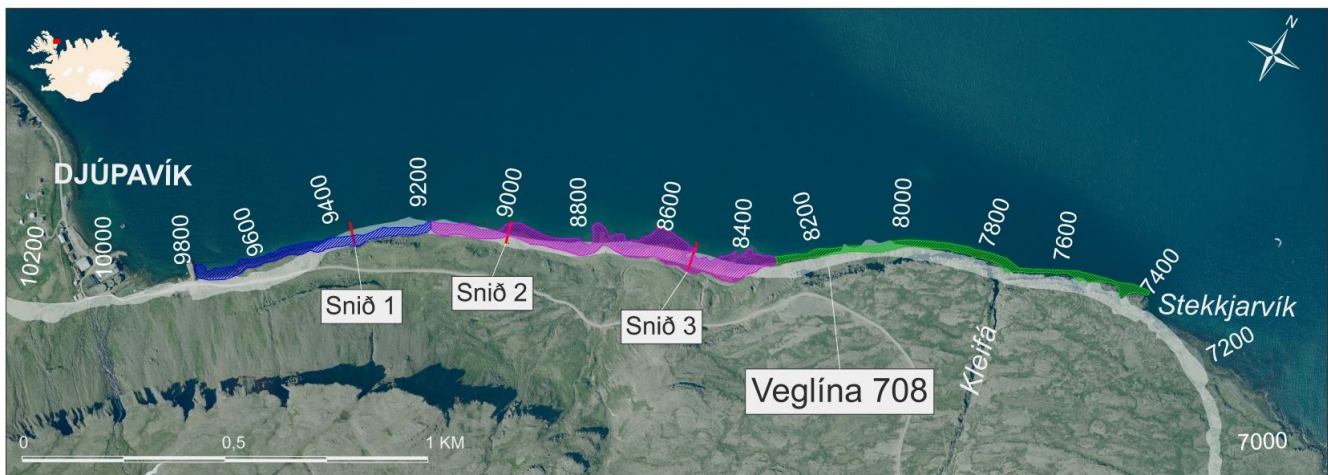 N
DJÚPAVÍK
10200
10000
9800
9600
9400
9200
9000
8800
8600
8400
8200
8000
7800
7600
7400
Stekkjarvík
7200
7000
Snið 1
Snið 2
Snið 3
Veglína 708
Kleifá
0
0,5
1 KM